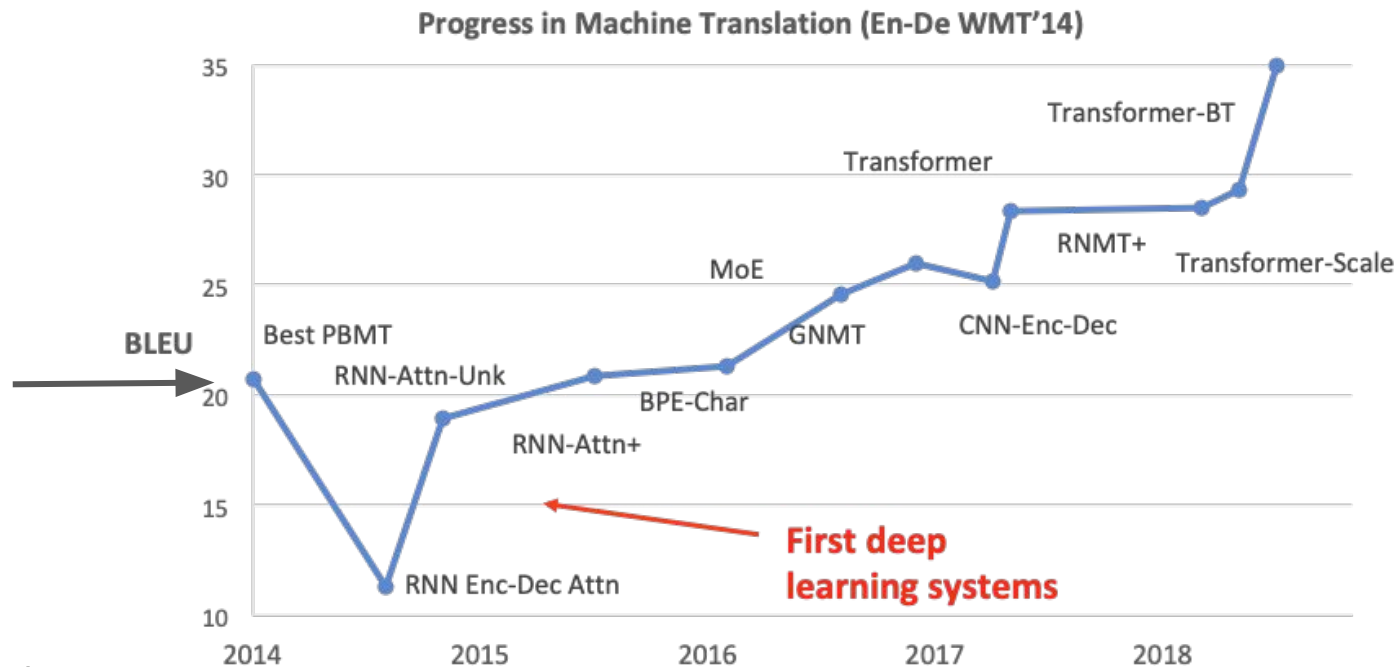 Progress in Machine Translation (En-De WMT'14)
35
Transformer-BT
Transformer
30
RNMT+
MoE
Transformer-Scale
25
GNMT
CNN-Enc-Dec
BLEU
Best PBMT
RNN-Attn-Unk
20
BPE-Char
RNN-Attn+
15
First deep
learning systems
RNN Enc-Dec Attn
10
2014
2015
2016
2017
2018